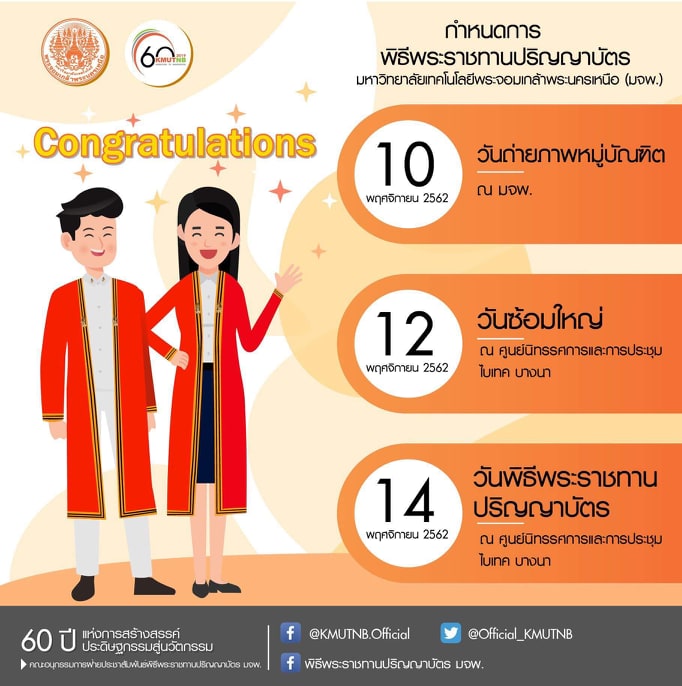 กำหนดการ
พิธีพระราชทานปริญญาบัตร
มหาวิทยาลัยเทคโนโลยีพระจอมเกล้าพระนครเหนือ (มจพ.)
60
2019
KMUTNB
Congratulations
10
พฤศจิกายน 2562
วันถ่ายภาพหมู่บัณฑิต
ณ มจพ.
12
พฤศจิกายน 2562
วันซ้อมใหญ่
ณ ศูนย์นิทรรศการและการประชุม
ไบเทค บางนา
14
พฤศจิกายน 2562
วันพิธีพระราชทาน
ปริญญาบัตร
ณ ศูนย์นิทรรศการและการประชุม
ไบเทค บางนา
60 ปี แห่งการสร้างสรรค์
ประดิษฐกรรมสู่นวัตกรรม
คณะอนุกรรมการฝ่ายประชาสัมพันธ์พิธีพระราชทานปริญญาบัตร มจพ.
@KMUTNB.Official
@Official_KMUTNB
พิธีพระราชทานปริญญาบัตร มจพ.